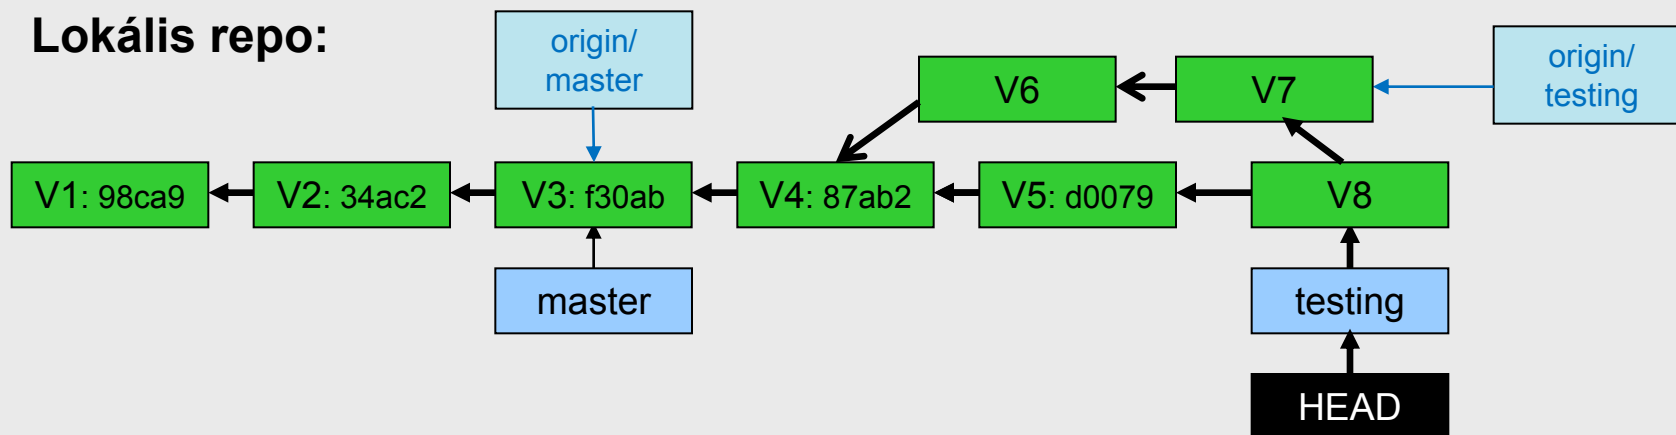 Lokális repo:
origin/
master
origin/
testing
V6
V7
V1: 98ca9
V2: 34ac2
V3: f30ab
V4: 87ab2
V5: d0079
V8
master
testing
HEAD